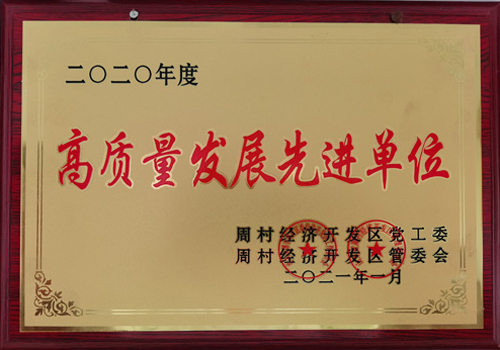 二〇二〇年度
高质量发展先进单位
周村经济开发区党工委
周村经济开发区管委会
二〇二一年一月